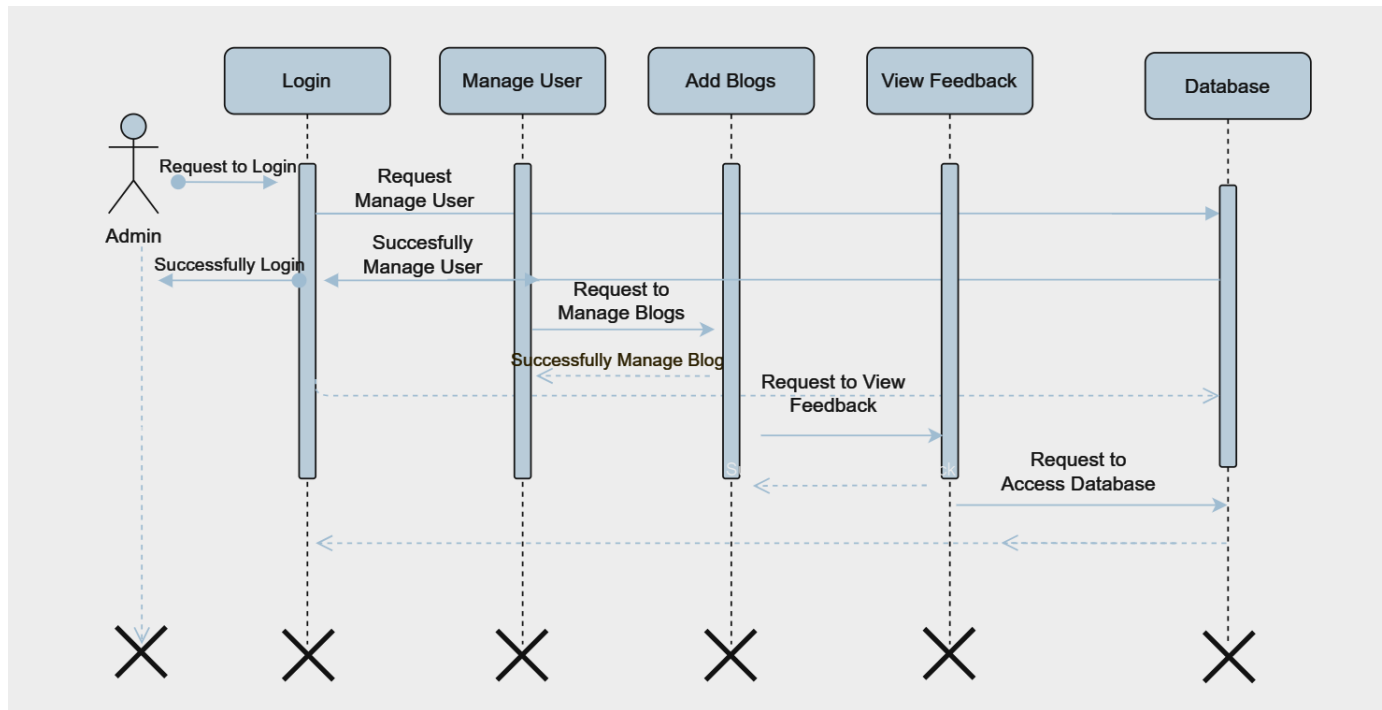 Login
Manage User
Add Blogs
View Feedback
Database
Request to Login
Request
Manage User
Admin
Succesfully
Manage User
Successfully Login
Request to
Manage Blogs
Successfully Manage Blog
Request to View
Feedback
Request to
Access Database